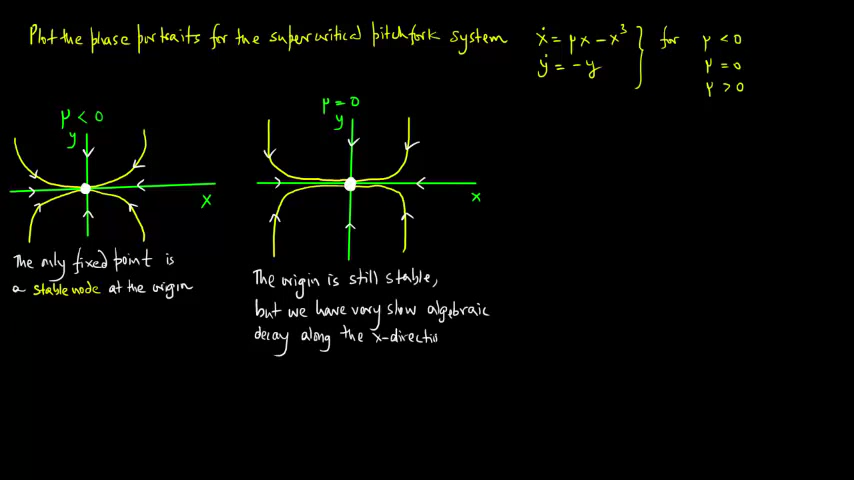 Plot the phase portraits for the supercritical pitchfork system
ẋ = μx − x³
ẏ = −y
for
μ < 0
μ = 0
μ > 0
μ < 0
y
x
The only fixed point is
a stable node at the origin
μ = 0
y
x
The origin is still stable,
but we have very slow algebraic
decay along the x-directio